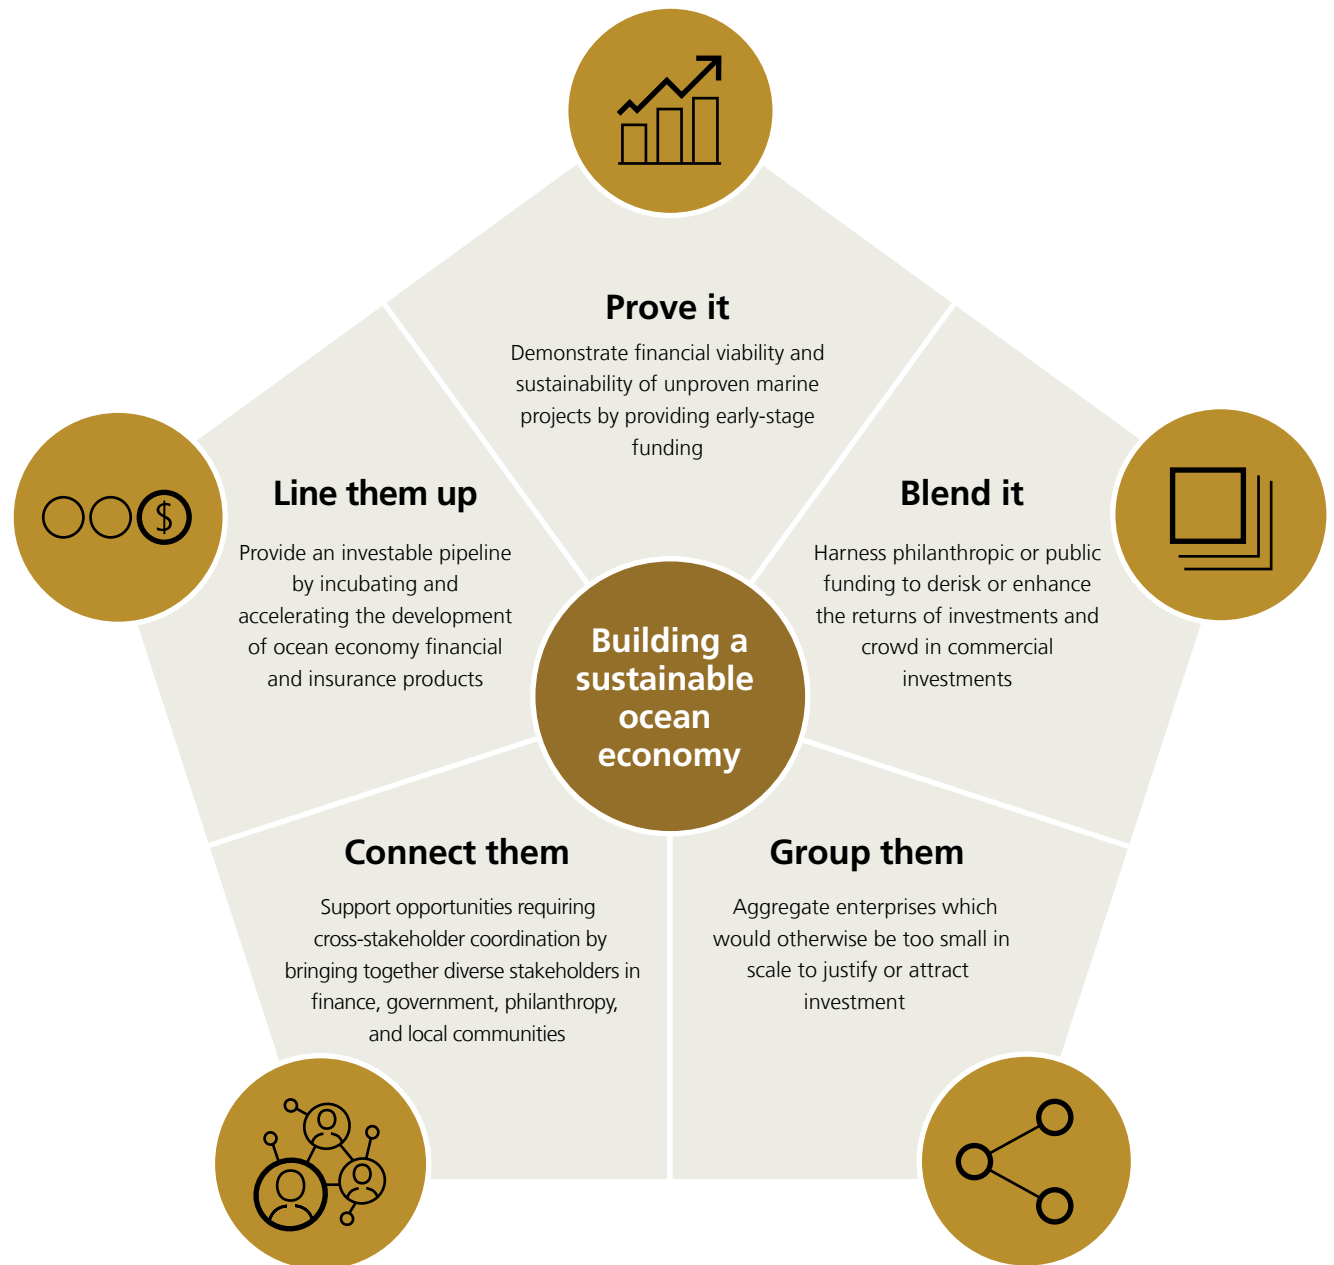 Prove it
Demonstrate financial viability and
sustainability of unproven marine
projects by providing early-stage
funding
Line them up
Provide an investable pipeline
by incubating and
accelerating the development
of ocean economy financial
and insurance products
$
Blend it
Harness philanthropic or public
funding to derisk or enhance
the returns of investments and
crowd in commercial
investments
Building a
sustainable
ocean
economy
Connect them
Support opportunities requiring
cross-stakeholder coordination by
bringing together diverse stakeholders in
finance, government, philanthropy,
and local communities
Group them
Aggregate enterprises which
would otherwise be too small in
scale to justify or attract
investment